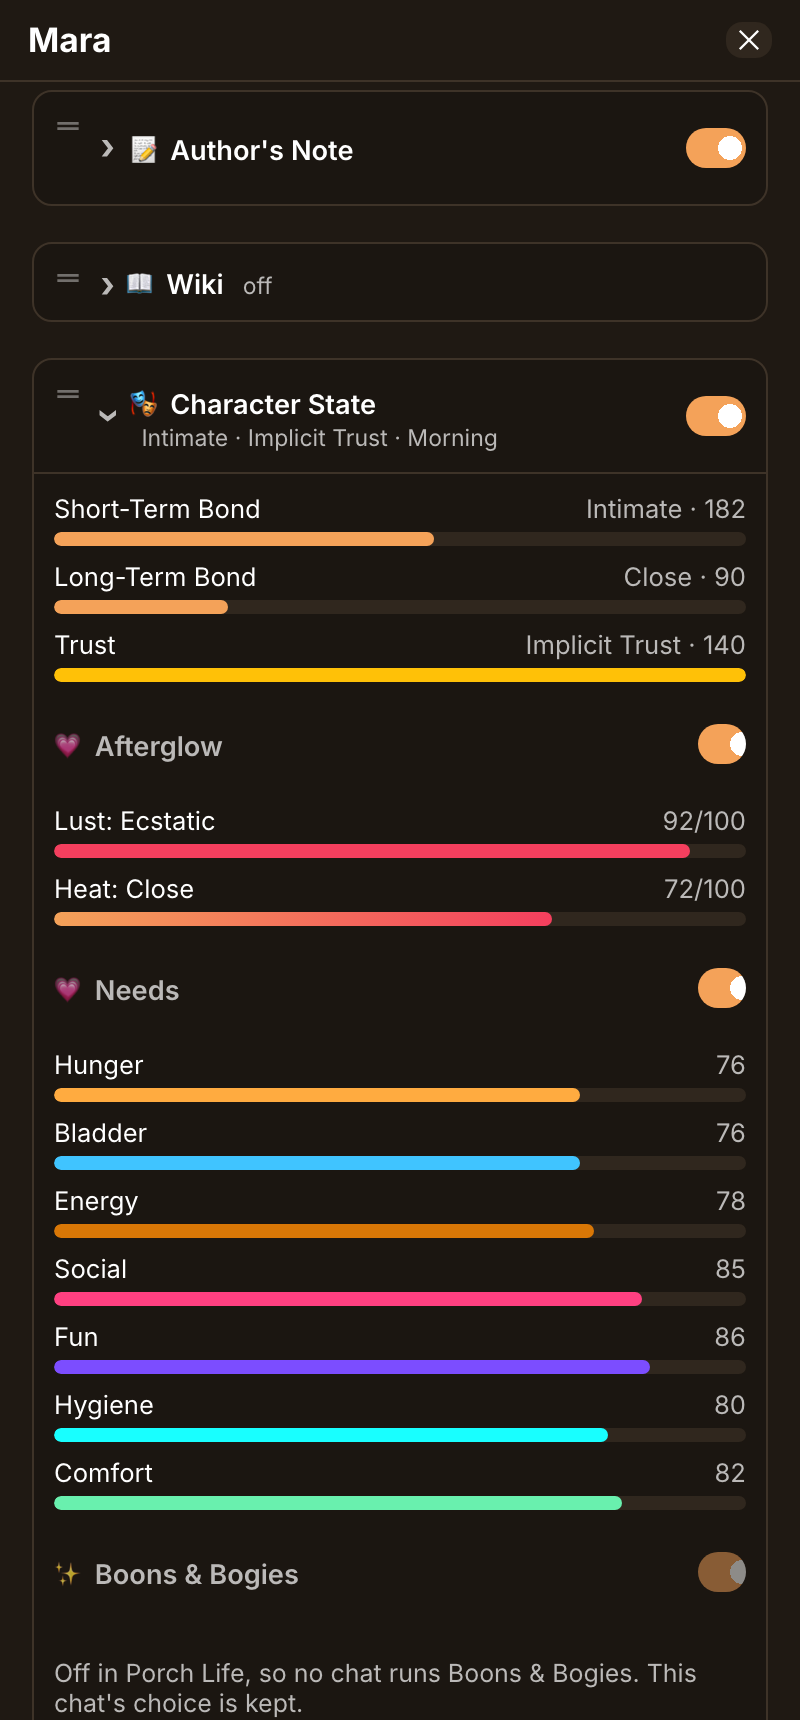 Mara
Author's Note
Wiki off
Character State
Intimate · Implicit Trust · Morning
Short-Term Bond Intimate · 182
Long-Term Bond Close · 90
Trust Implicit Trust · 140
Afterglow
Lust: Ecstatic 92/100
Heat: Close 72/100
Needs
Hunger 76
Bladder 76
Energy 78
Social 85
Fun 86
Hygiene 80
Comfort 82
Boons & Bogies
Off in Porch Life, so no chat runs Boons & Bogies. This
chat's choice is kept.